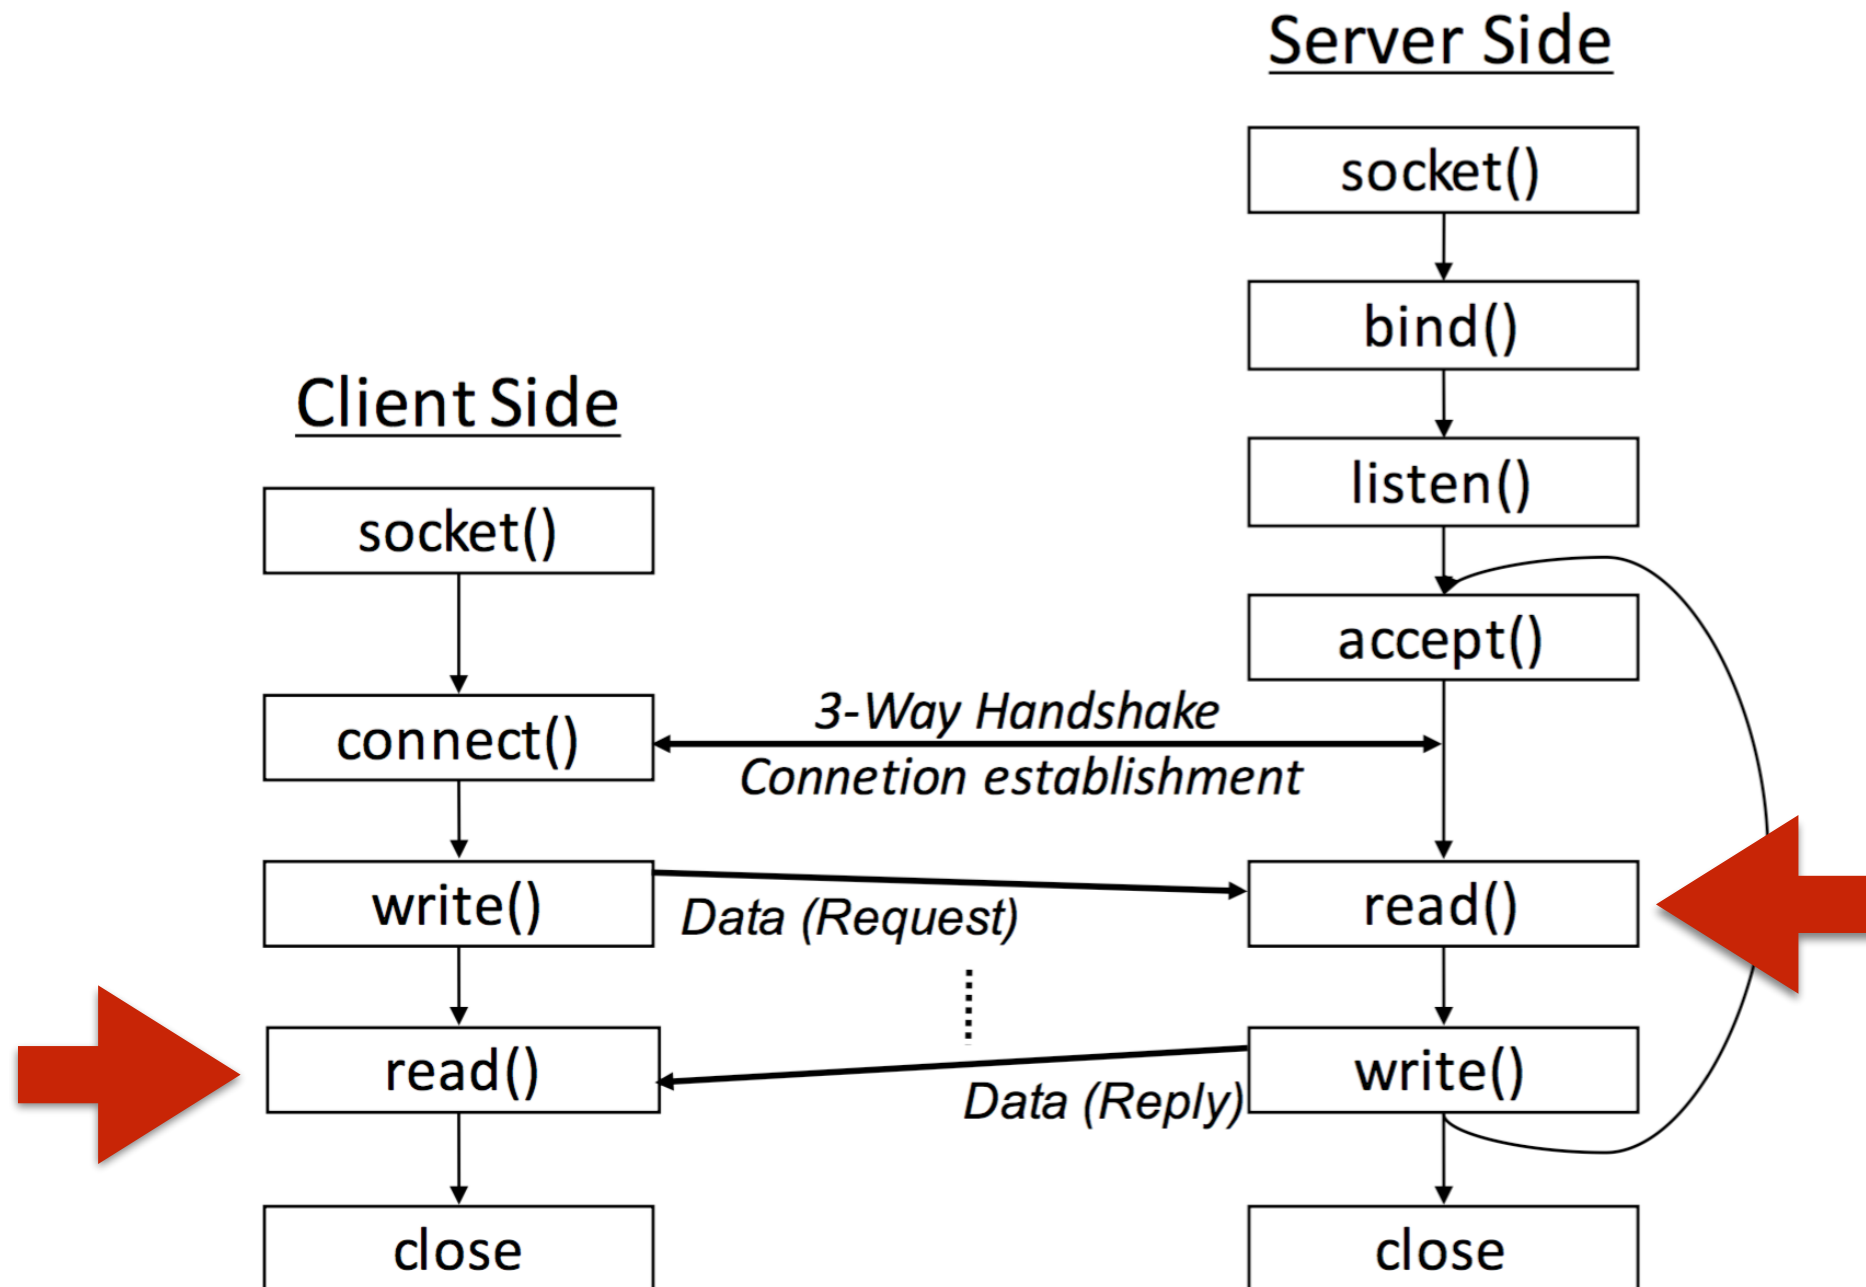 Server Side
socket()
bind()
listen()
accept()
Client Side
socket()
connect()
write()
read()
close
3-Way Handshake
Connetion establishment
Data (Request)
Data (Reply)
read()
write()
close